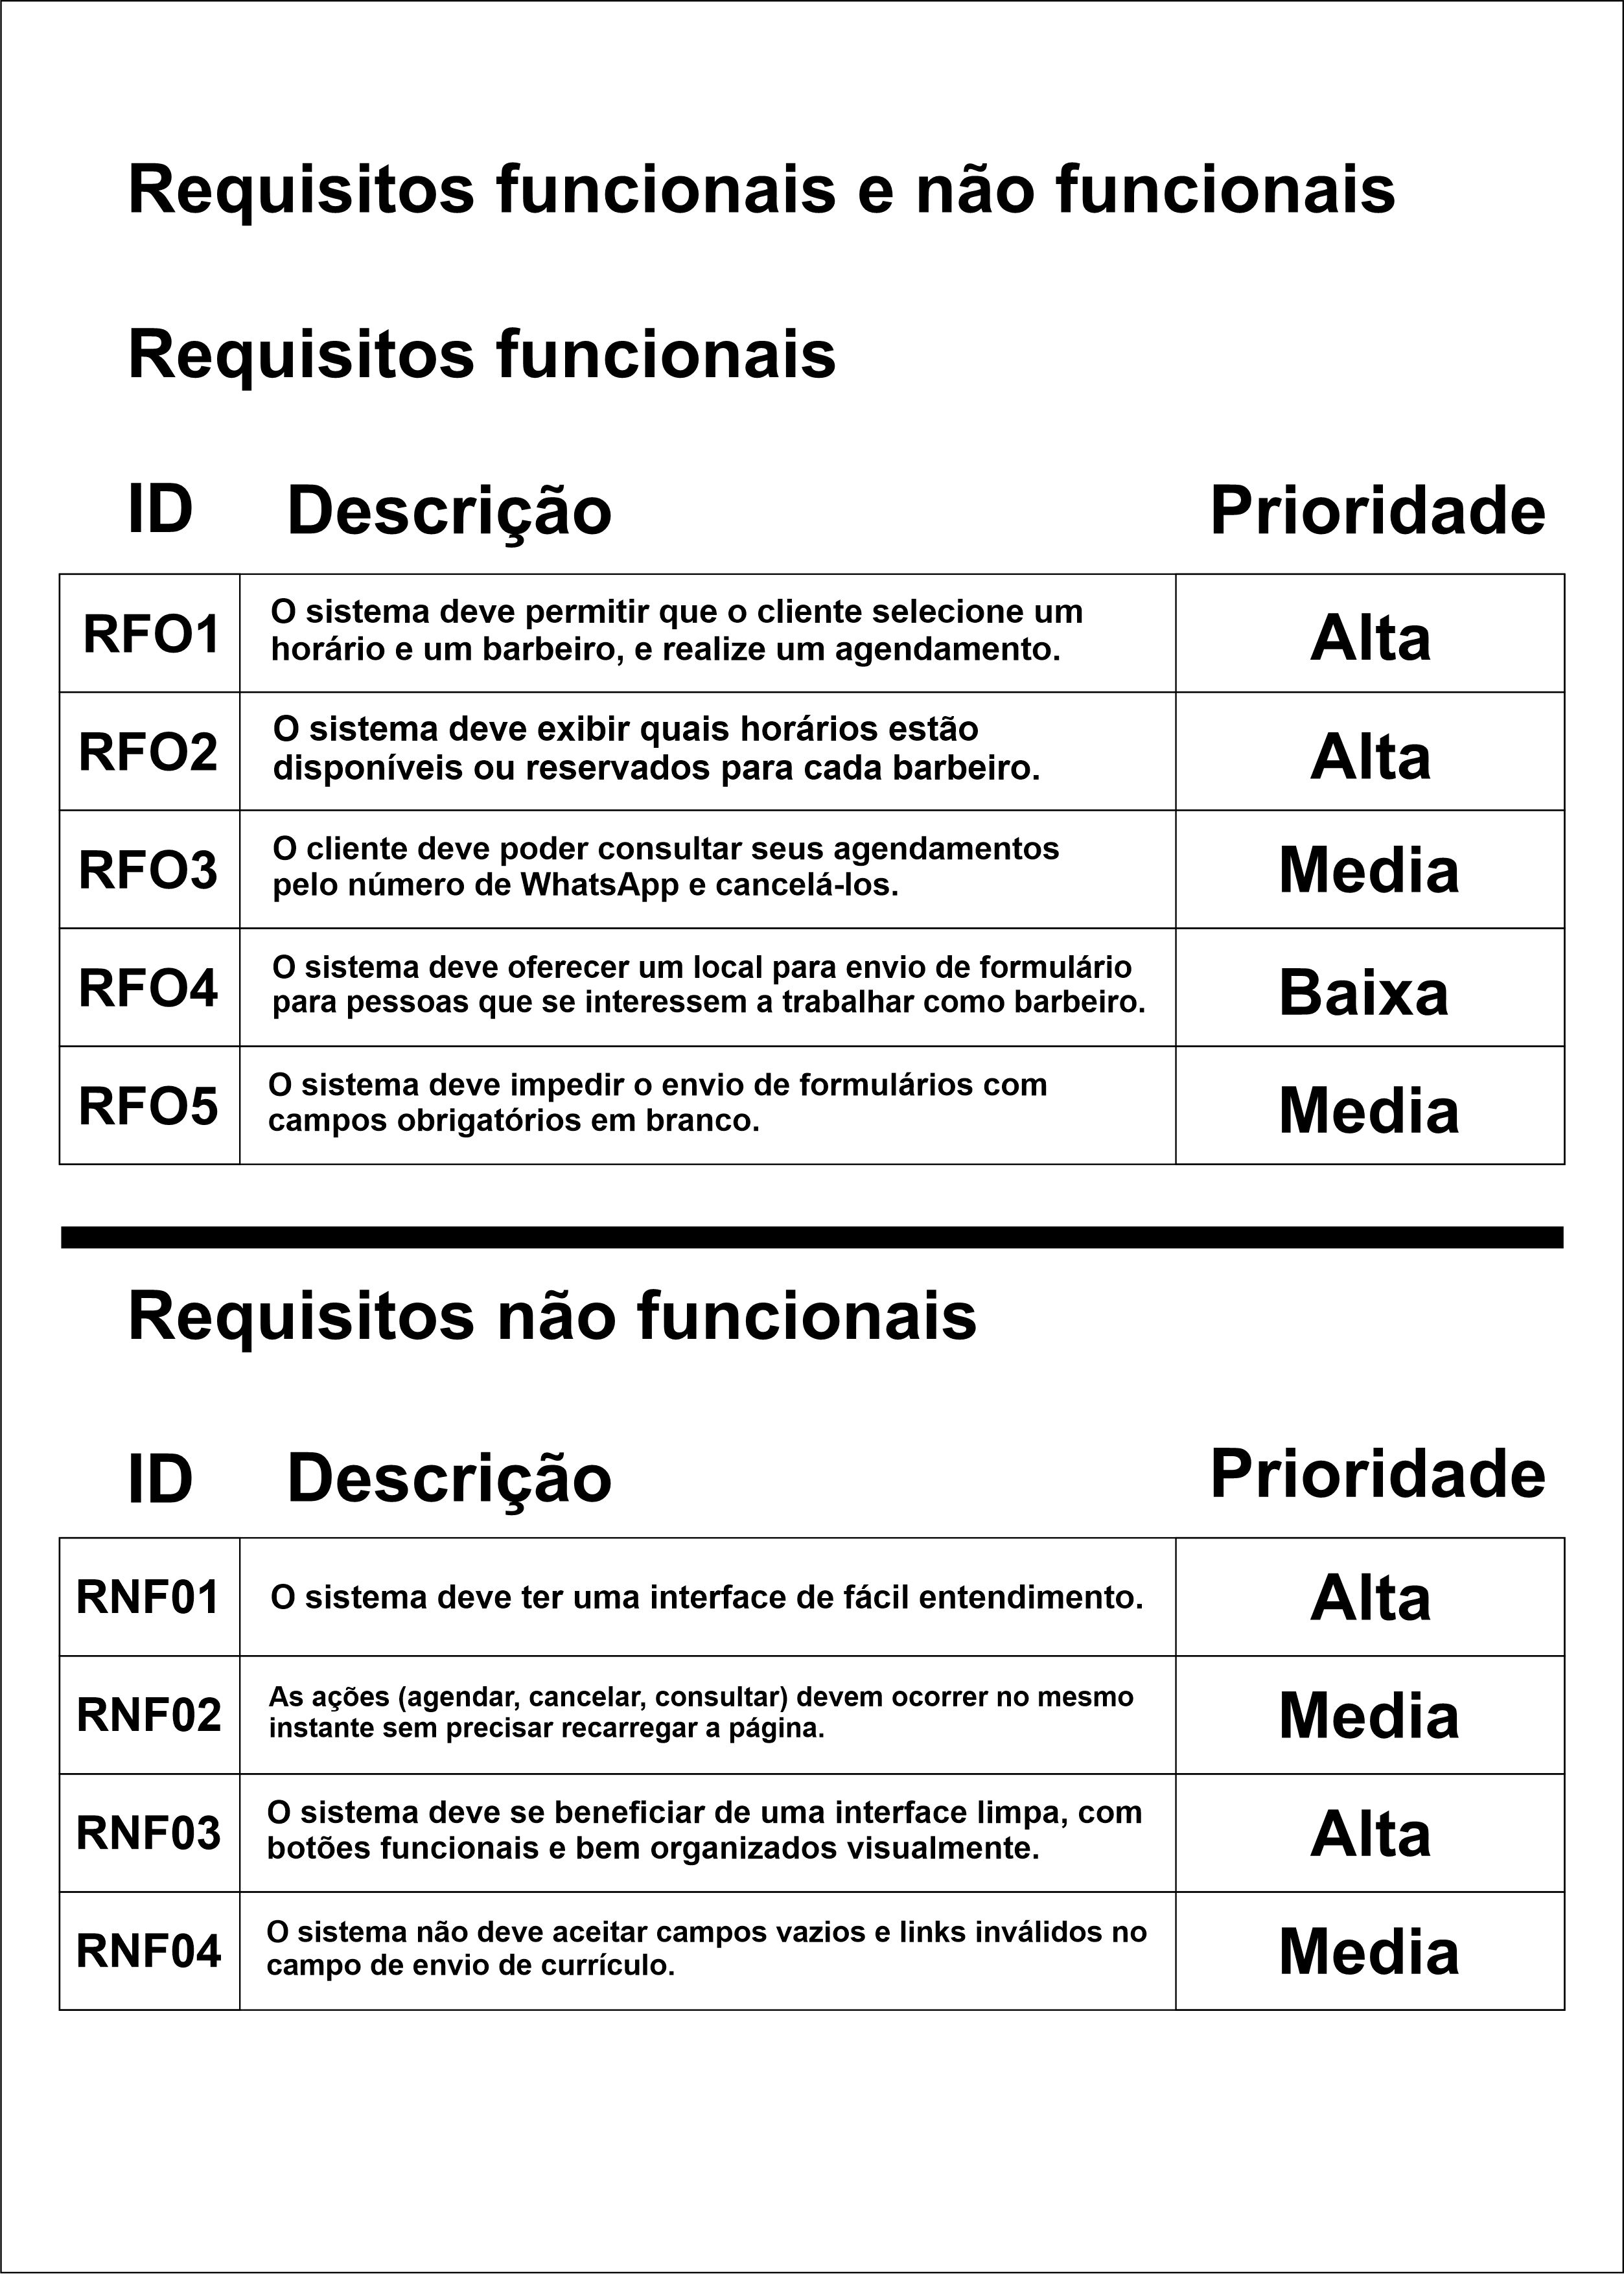 Requisitos funcionais e não funcionais
Requisitos funcionais
ID Descrição Prioridade
RFO1 O sistema deve permitir que o cliente selecione um
horário e um barbeiro, e realize um agendamento. Alta
RFO2 O sistema deve exibir quais horários estão
disponíveis ou reservados para cada barbeiro. Alta
RFO3 O cliente deve poder consultar seus agendamentos
pelo número de WhatsApp e cancelá-los. Media
RFO4 O sistema deve oferecer um local para envio de formulário
para pessoas que se interessem a trabalhar como barbeiro. Baixa
RFO5 O sistema deve impedir o envio de formulários com
campos obrigatórios em branco. Media
Requisitos não funcionais
ID Descrição Prioridade
RNF01 O sistema deve ter uma interface de fácil entendimento. Alta
RNF02 As ações (agendar, cancelar, consultar) devem ocorrer no mesmo
instante sem precisar recarregar a página. Media
RNF03 O sistema deve se beneficiar de uma interface limpa, com
botões funcionais e bem organizados visualmente. Alta
RNF04 O sistema não deve aceitar campos vazios e links inválidos no
campo de envio de currículo. Media